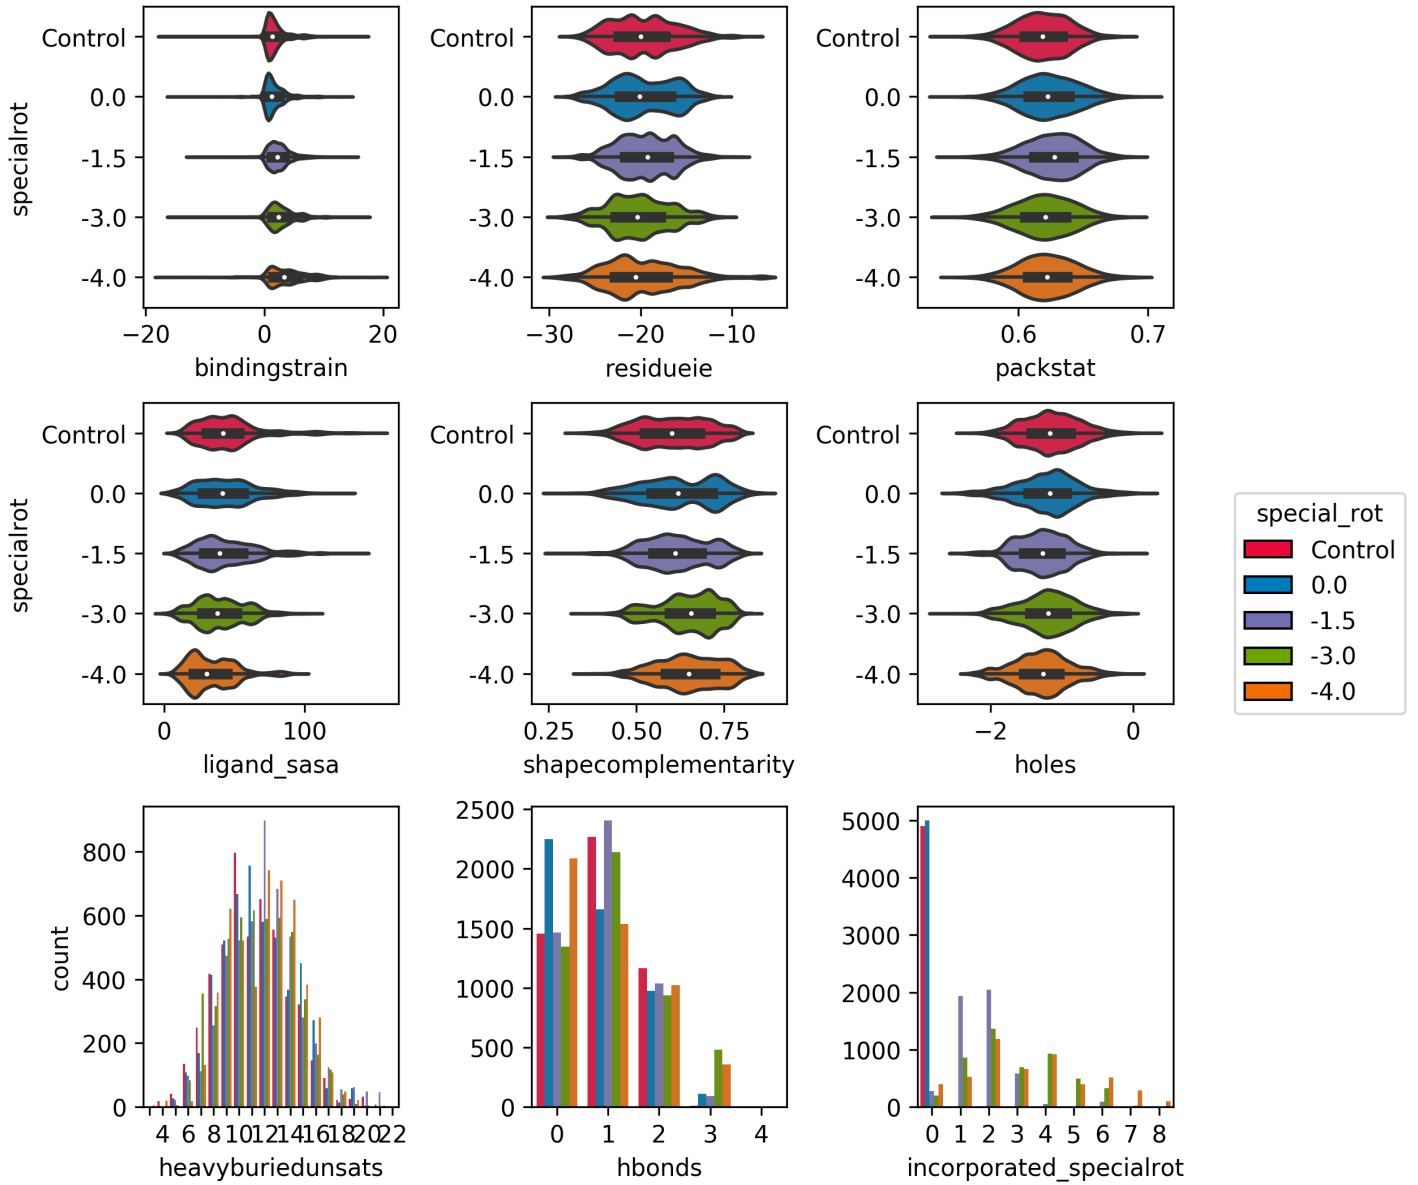 specialrot
Control
0.0
-1.5
-3.0
-4.0
−20 0 20
bindingstrain
Control
0.0
-1.5
-3.0
-4.0
−30 −20 −10
residueie
Control
0.0
-1.5
-3.0
-4.0
0.6 0.7
packstat
specialrot
Control
0.0
-1.5
-3.0
-4.0
0 100
ligand_sasa
Control
0.0
-1.5
-3.0
-4.0
0.25 0.50 0.75
shapecomplementarity
Control
0.0
-1.5
-3.0
-4.0
−2 0
holes
special_rot
Control
0.0
-1.5
-3.0
-4.0
count
800
600
400
200
0
4 6 8 10 12 14 16 18 20 22
heavyburiedunsats
2500
2000
1500
1000
500
0
0 1 2 3 4
hbonds
5000
4000
3000
2000
1000
0
0 1 2 3 4 5 6 7 8
incorporated_specialrot